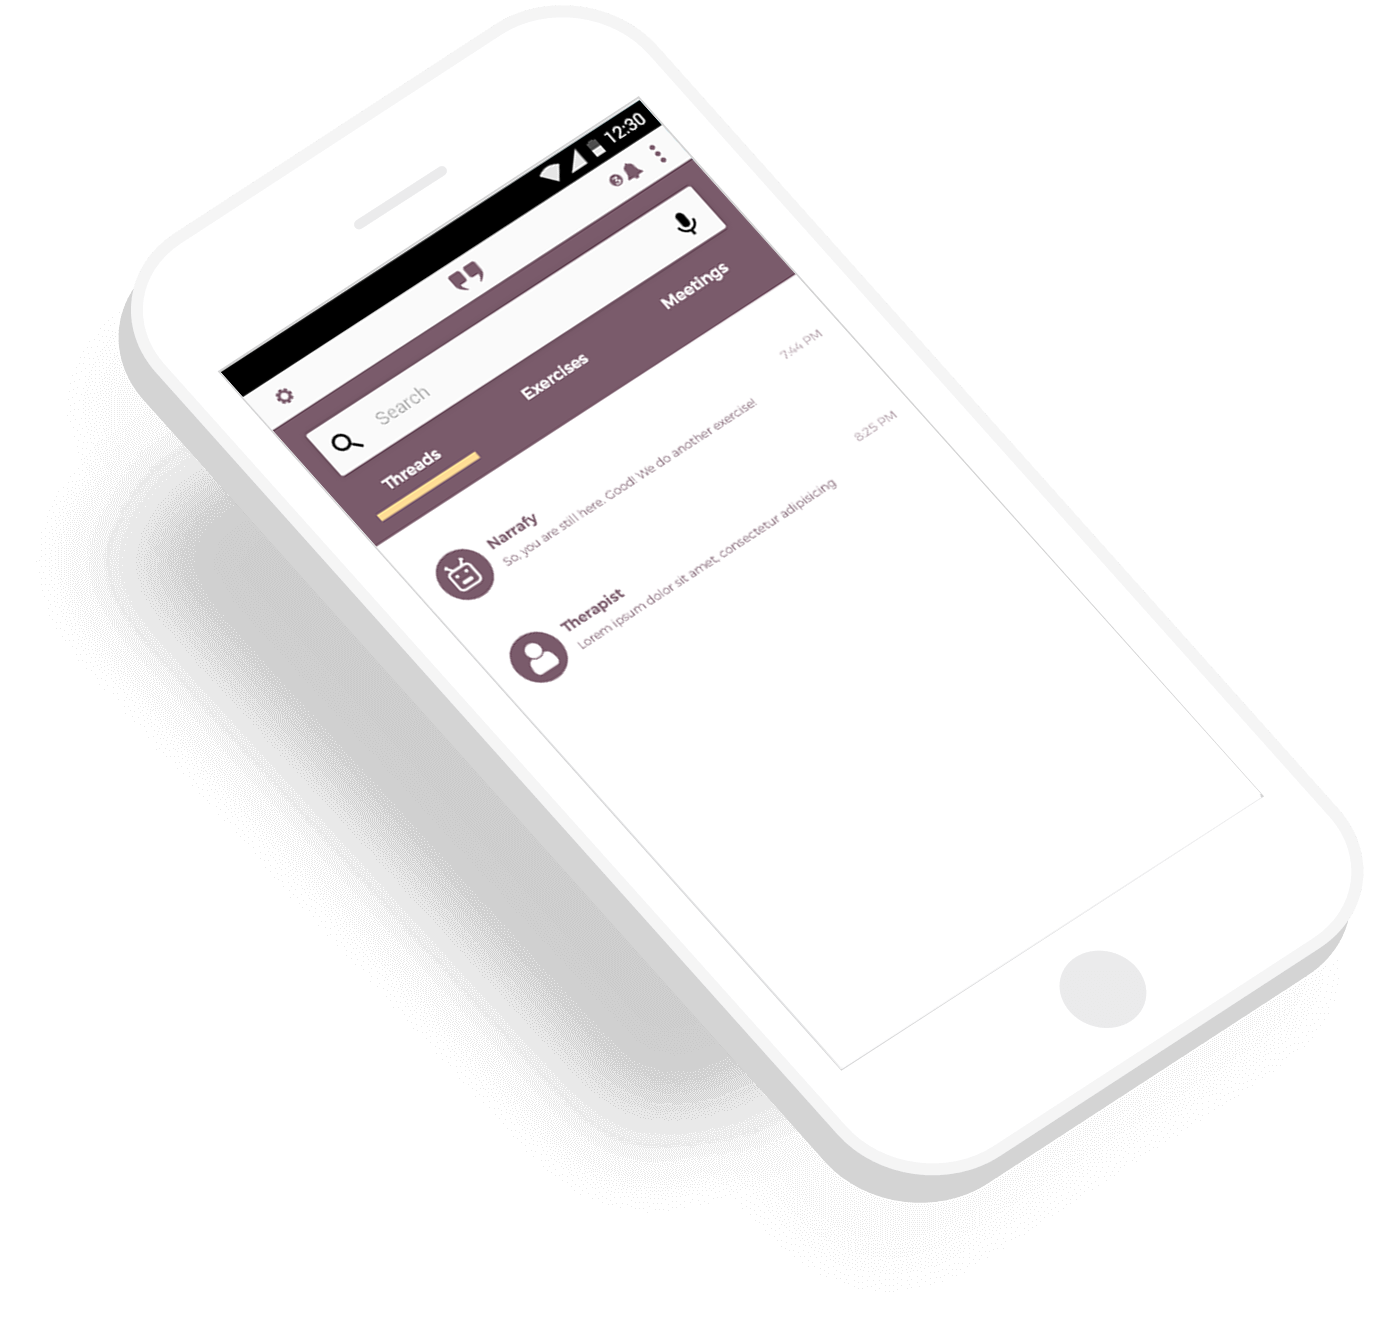 12:30
3
Search
Threads
Exercises
Meetings
Narrafy
7:44 PM
So, you are still here. Good! We do another exercise!
Therapist
8:25 PM
Lorem ipsum dolor sit amet, consectetur adipisicing